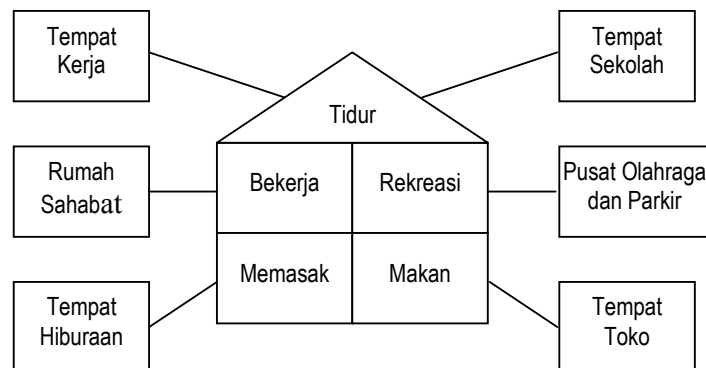 Tempat
Kerja
Tempat
Sekolah
Tidur
Rumah
Sahabat
Bekerja
Rekreasi
Pusat Olahraga
dan Parkir
Memasak
Makan
Tempat
Hiburaan
Tempat
Toko